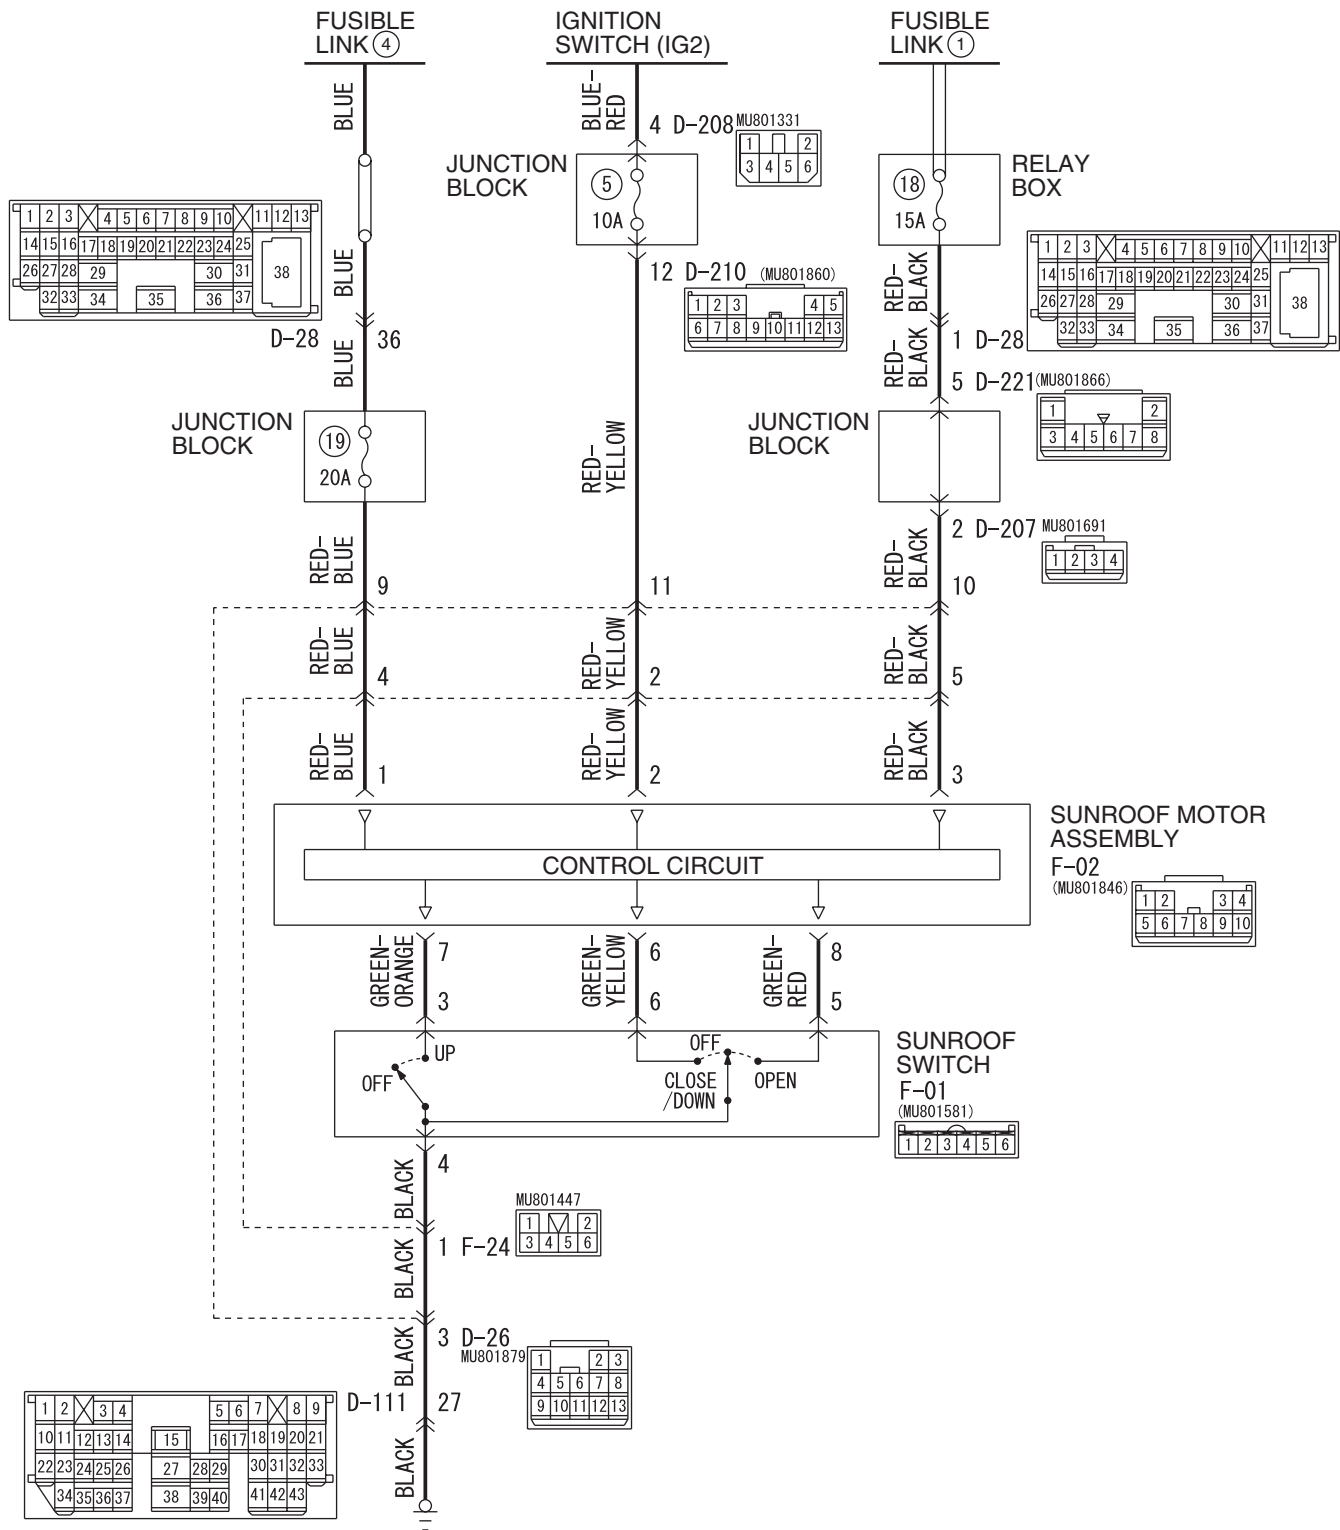 FUSIBLE
LINK ④
IGNITION
SWITCH (IG2)
FUSIBLE
LINK ①
BLUE
BLUE-
RED
4 D-208 MU801331
1 2
3 4 5 6
JUNCTION
BLOCK
5
10A
18
15A
RELAY
BOX
1 2 3 4 5 6 7 8 9 10 11 12 13
14 15 16 17 18 19 20 21 22 23 24 25
26 27 28 29 30 31 38
32 33 34 35 36 37
BLUE
D-28 36
BLUE
12 D-210 (MU801860)
1 2 3 4 5
6 7 8 9 10 11 12 13
RED-
BLACK
1 2 3 4 5 6 7 8 9 10 11 12 13
14 15 16 17 18 19 20 21 22 23 24 25
26 27 28 29 30 31 38
32 33 34 35 36 37
1 D-28
RED-
BLACK
5 D-221 (MU801866)
1 2
3 4 5 6 7 8
JUNCTION
BLOCK
19
20A
RED-
YELLOW
JUNCTION
BLOCK
2 D-207 MU801691
1 2 3 4
RED-
BLUE
RED-
BLACK
9
11
10
RED-
BLUE
RED-
YELLOW
RED-
BLACK
4
2
5
RED-
BLUE
RED-
YELLOW
RED-
BLACK
1
2
3
CONTROL CIRCUIT
SUNROOF MOTOR
ASSEMBLY
F-02
(MU801846)
1 2 3 4
5 6 7 8 9 10
GREEN-
ORANGE
7
3
GREEN-
YELLOW
6
6
GREEN-
RED
8
5
UP
OFF
OFF
CLOSE
/DOWN
OPEN
SUNROOF
SWITCH
F-01
(MU801581)
1 2 3 4 5 6
4
BLACK
MU801447
1 2
3 4 5 6
1 F-24
BLACK
3 D-26
MU801879
1 2 3
4 5 6 7 8
9 10 11 12 13
BLACK
D-111 27
1 2 3 4 5 6 7 8 9
10 11 12 13 14 15 16 17 18 19 20 21
22 23 24 25 26 27 28 29 30 31 32 33
34 35 36 37 38 39 40 41 42 43
BLACK